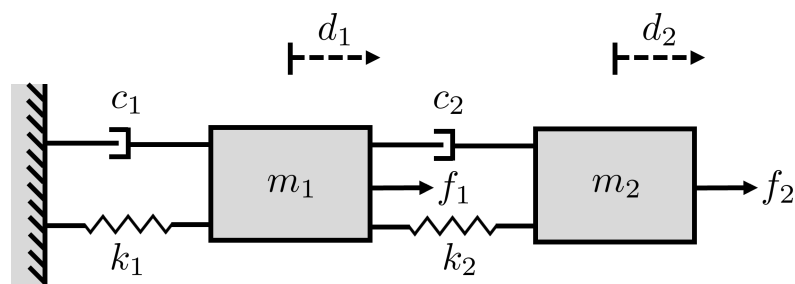 d₁ d₂
c₁ c₂
m₁ f₁ m₂ f₂
k₁ k₂